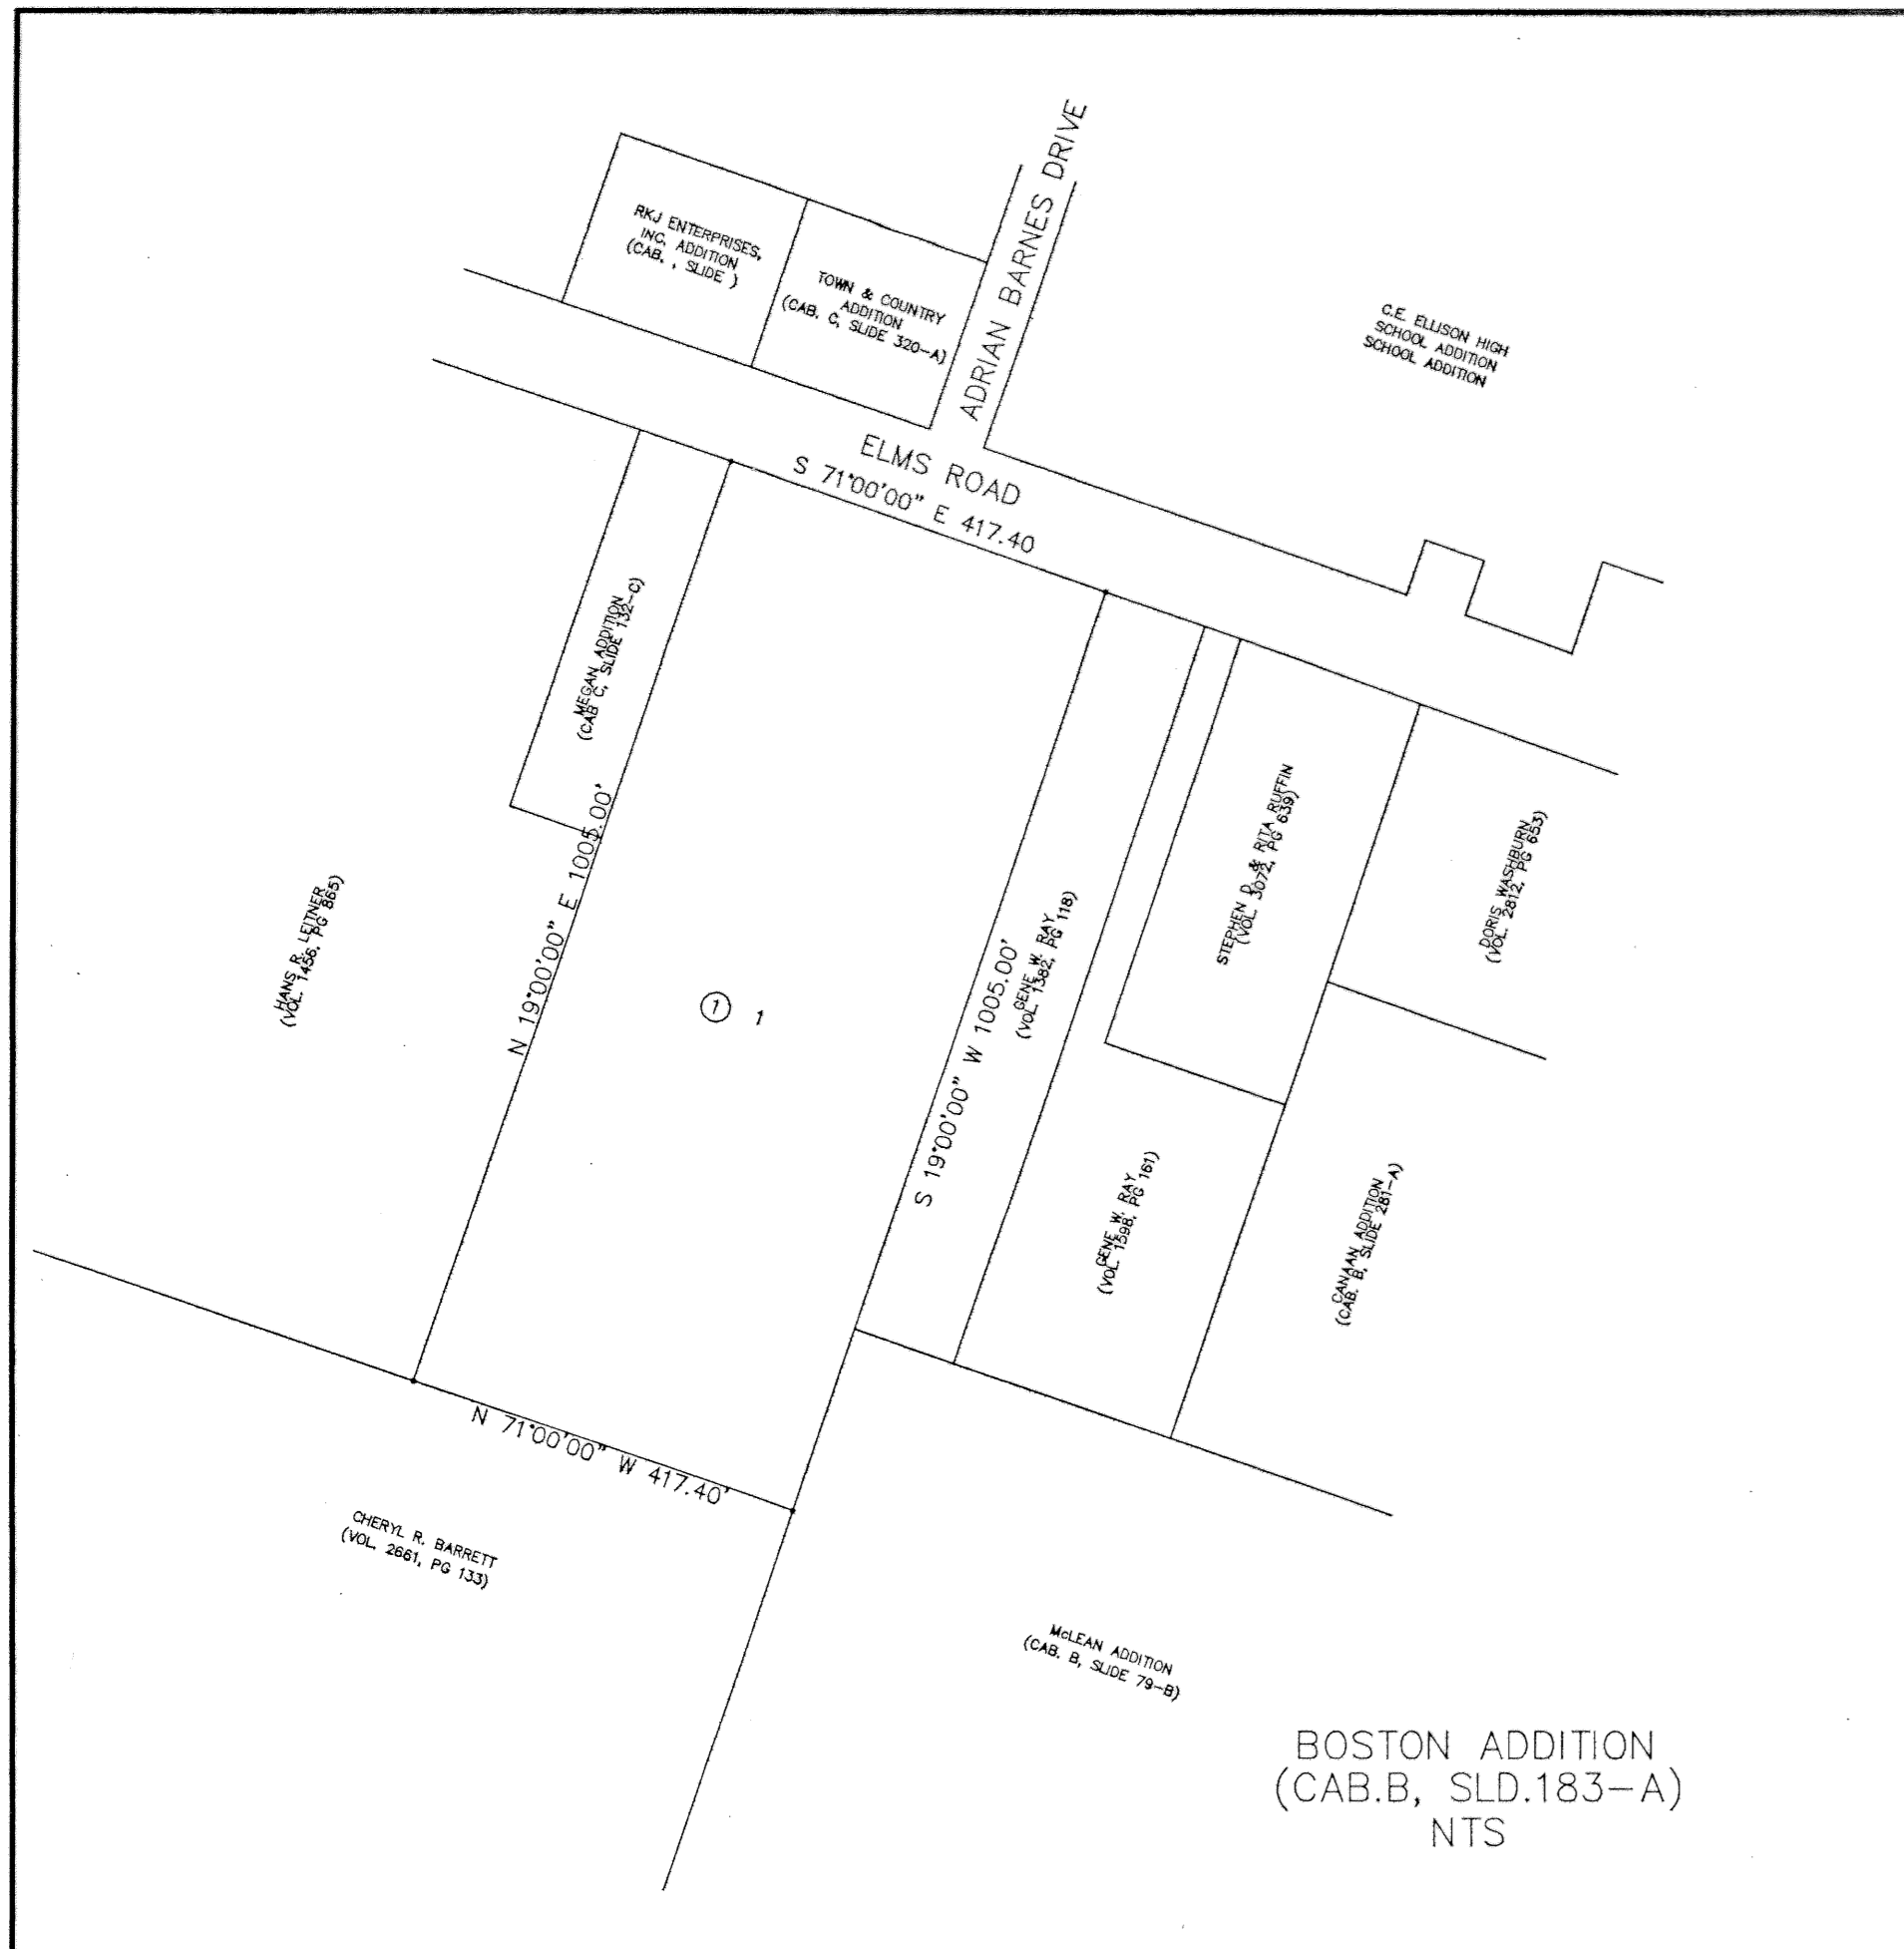 ADRIAN BARNES DRIVE
RKJ ENTERPRISES,
INC. ADDITION
(CAB. , SLIDE )
TOWN & COUNTRY
ADDITION
(CAB. C, SLIDE 320-A)
C.E. ELLISON HIGH
SCHOOL ADDITION
SCHOOL ADDITION
ELMS ROAD
S 71°00'00" E 417.40
MEGAN ADDITION
(CAB C, SLIDE 132-C)
N 19°00'00" E 1005.00'
HANS R. LEITNER
(VOL. 1456, PG 865)
1 1
S 19°00'00" W 1005.00'
GENE W. RAY
(VOL. 1382, PG 118)
STEPHEN D. & RITA RUFFIN
(VOL. 3072, PG 639)
DORIS WASHBURN
(VOL. 2812, PG 653)
GENE W. RAY
(VOL. 1598, PG 161)
CANAAN ADDITION
(CAB. B, SLIDE 281-A)
N 71°00'00" W 417.40'
CHERYL R. BARRETT
(VOL. 2661, PG 133)
McLEAN ADDITION
(CAB. B, SLIDE 79-B)
BOSTON ADDITION
(CAB.B, SLD.183-A)
NTS